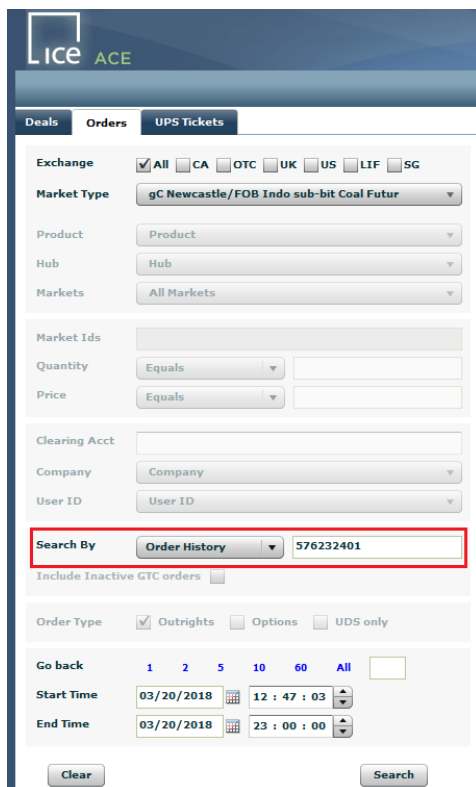 ice ACE
Deals Orders UPS Tickets
Exchange All CA OTC UK US LIF SG
Market Type gC Newcastle/FOB Indo sub-bit Coal Futur
Product Product
Hub Hub
Markets All Markets
Market Ids
Quantity Equals
Price Equals
Clearing Acct
Company Company
User ID User ID
Search By Order History 576232401
Include Inactive GTC orders
Order Type Outrights Options UDS only
Go back 1 2 5 10 60 All
Start Time 03/20/2018 12 : 47 : 03
End Time 03/20/2018 23 : 00 : 00
Clear Search